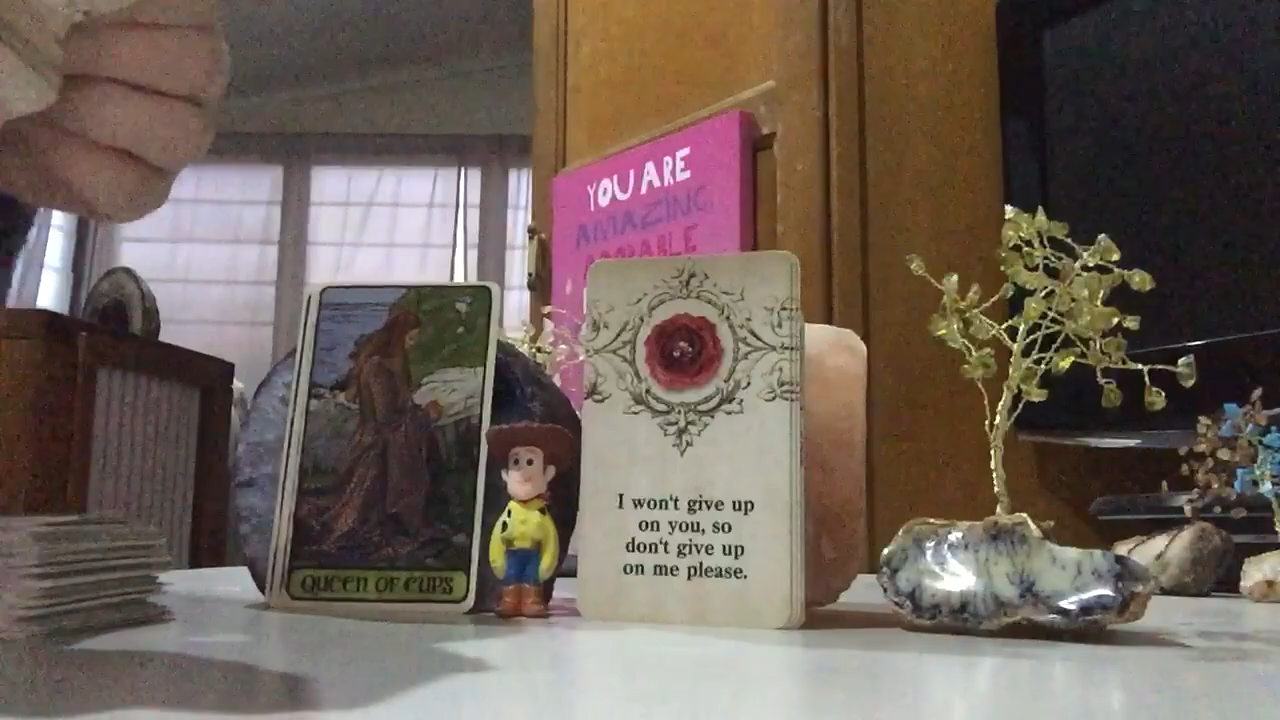 YOU ARE
AMAZING
QUEEN OF CUPS
I won't give up
on you, so
don't give up
on me please.